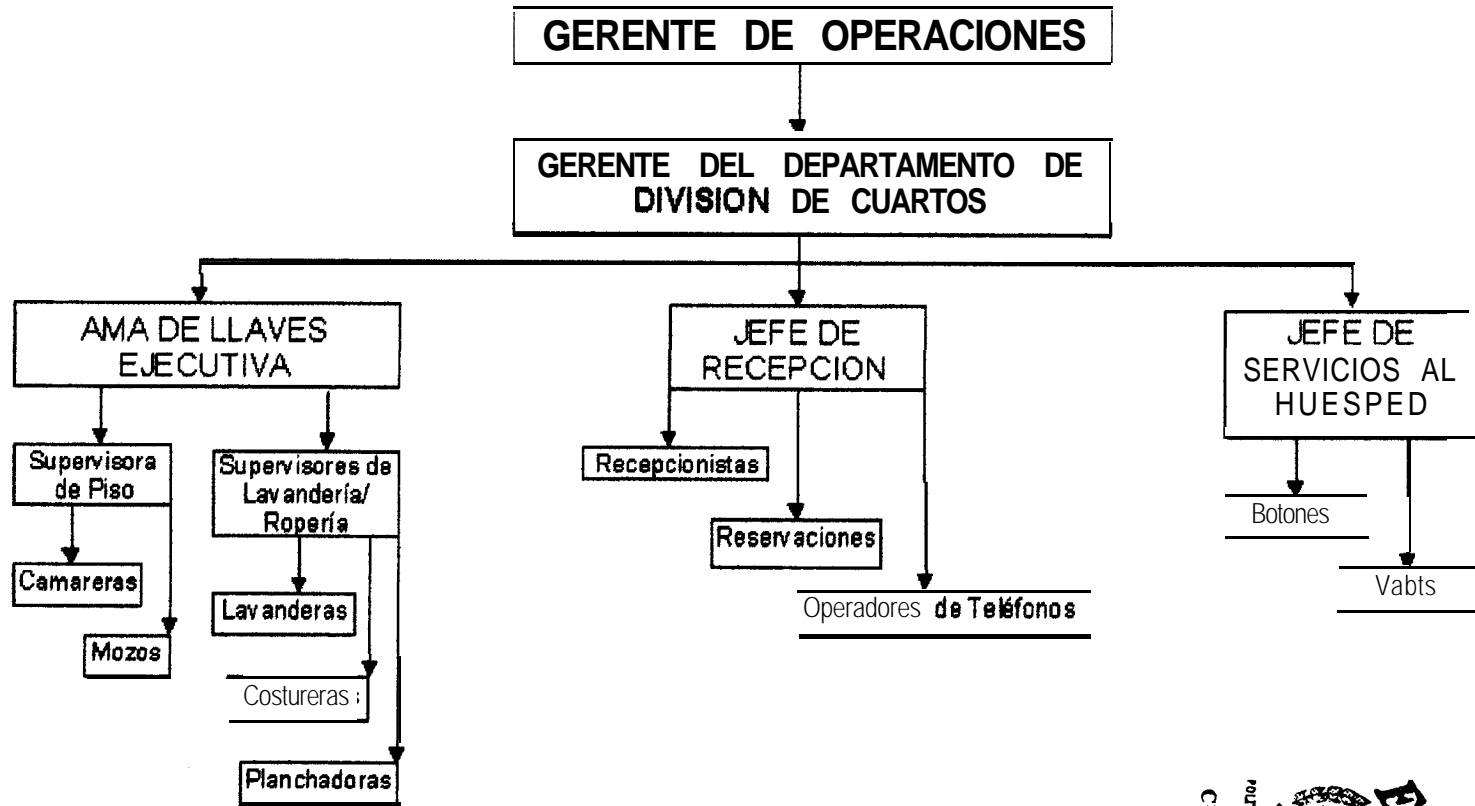 GERENTE DE OPERACIONES
GERENTE DEL DEPARTAMENTO DE
DIVISION DE CUARTOS
AMA DE LLAVES
EJECUTIVA
JEFE DE
RECEPCION
JEFE DE
SERVICIOS AL
HUESPED
Supervisora
de Piso
Supervisores de
Lavandería/
Ropería
Recepcionistas
Botones
Reservaciones
Camareras
Lavanderas
Operadores de Teléfonos
Vabts
Mozos
Costureras
Planchadoras